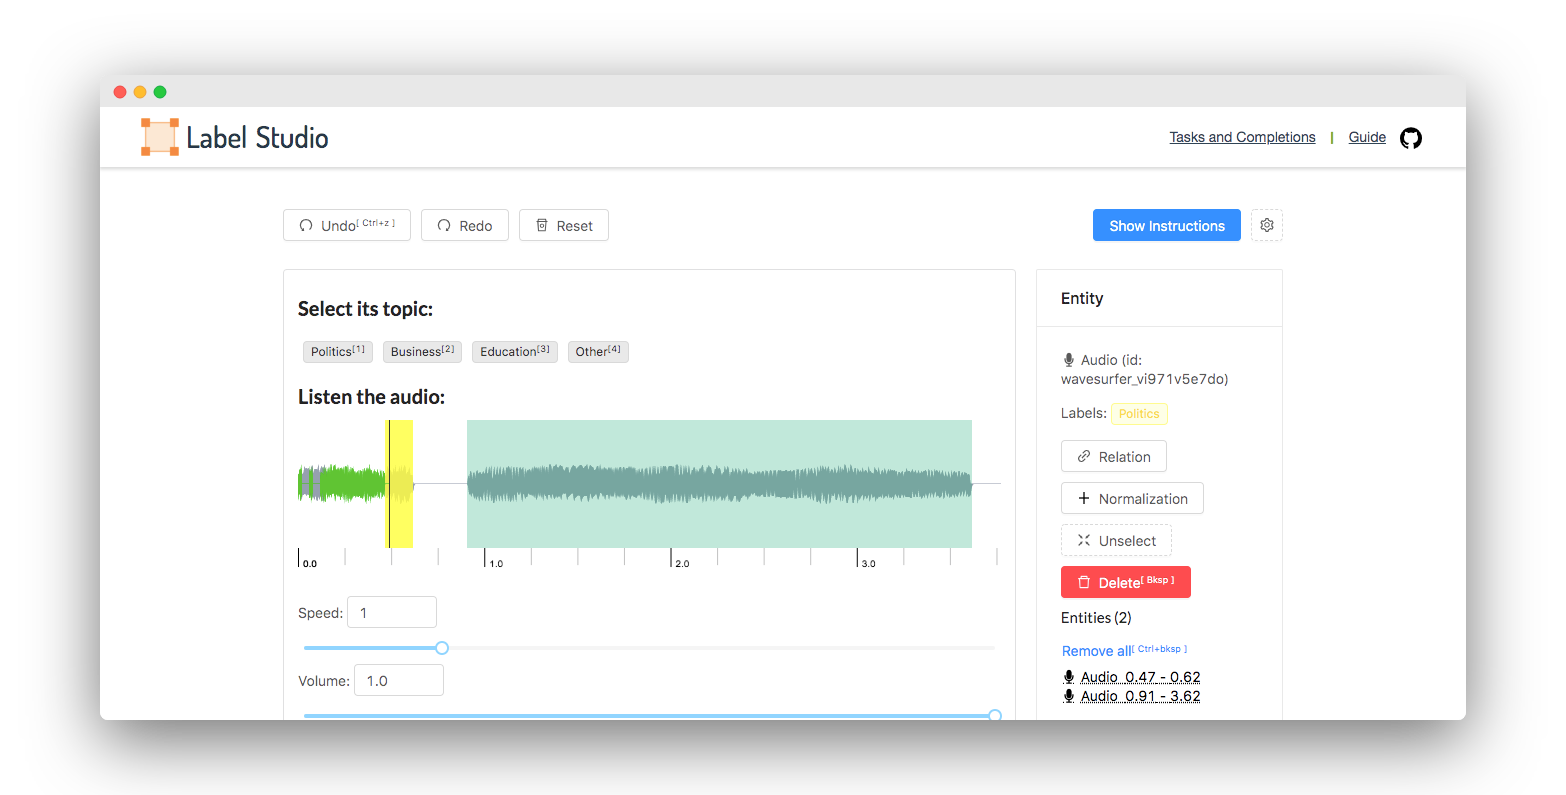 Label Studio
Tasks and Completions | Guide
Undo[ Ctrl+z ] Redo Reset
Show Instructions
Select its topic:
Politics[1] Business[2] Education[3] Other[4]
Listen the audio:
0.0 1.0 2.0 3.0
Speed: 1
Volume: 1.0
Entity
Audio (id:
wavesurfer_vi971v5e7do)
Labels: Politics
Relation
Normalization
Unselect
Delete[ Bksp ]
Entities (2)
Remove all[ Ctrl+bksp ]
Audio 0.47 - 0.62
Audio 0.91 - 3.62